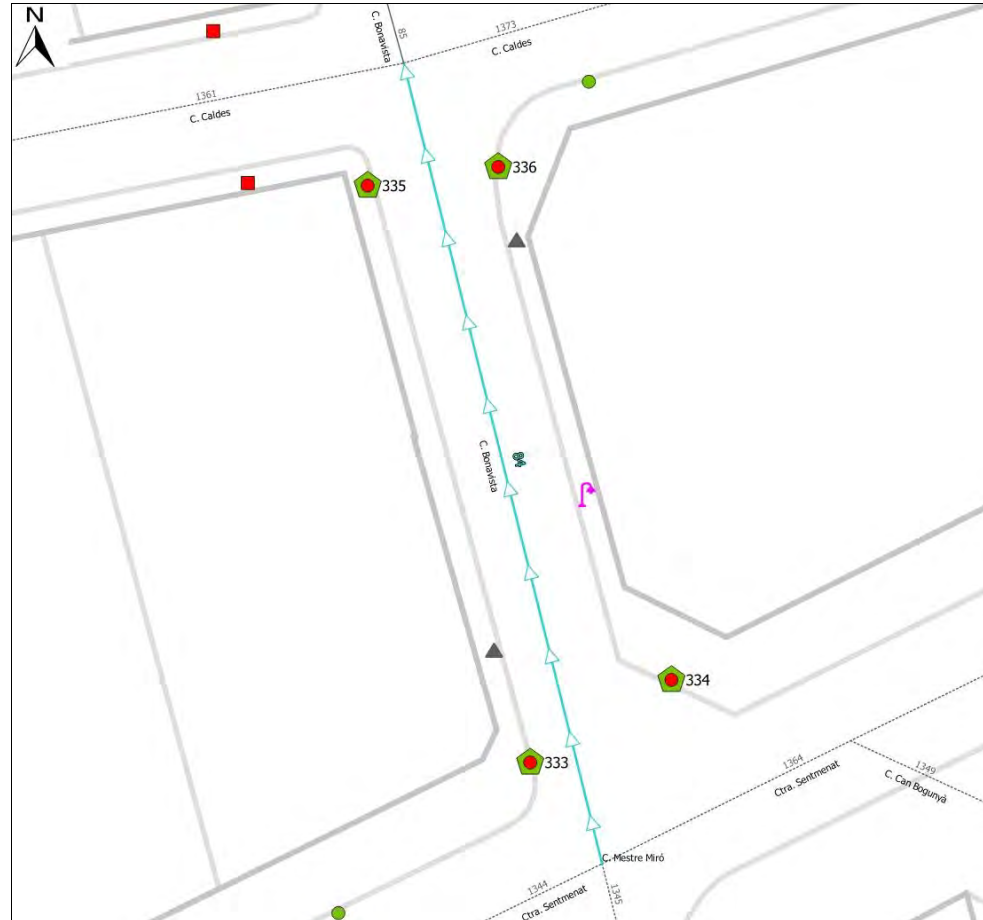 N
C. Bonavista
85
1373
C. Caldes
1361
C. Caldes
336
335
C. Bonavista
84
334
333
1364
Ctra. Sentmenat
1349
C. Can Bogunyà
C. Mestre Miró
1344
Ctra. Sentmenat
1345